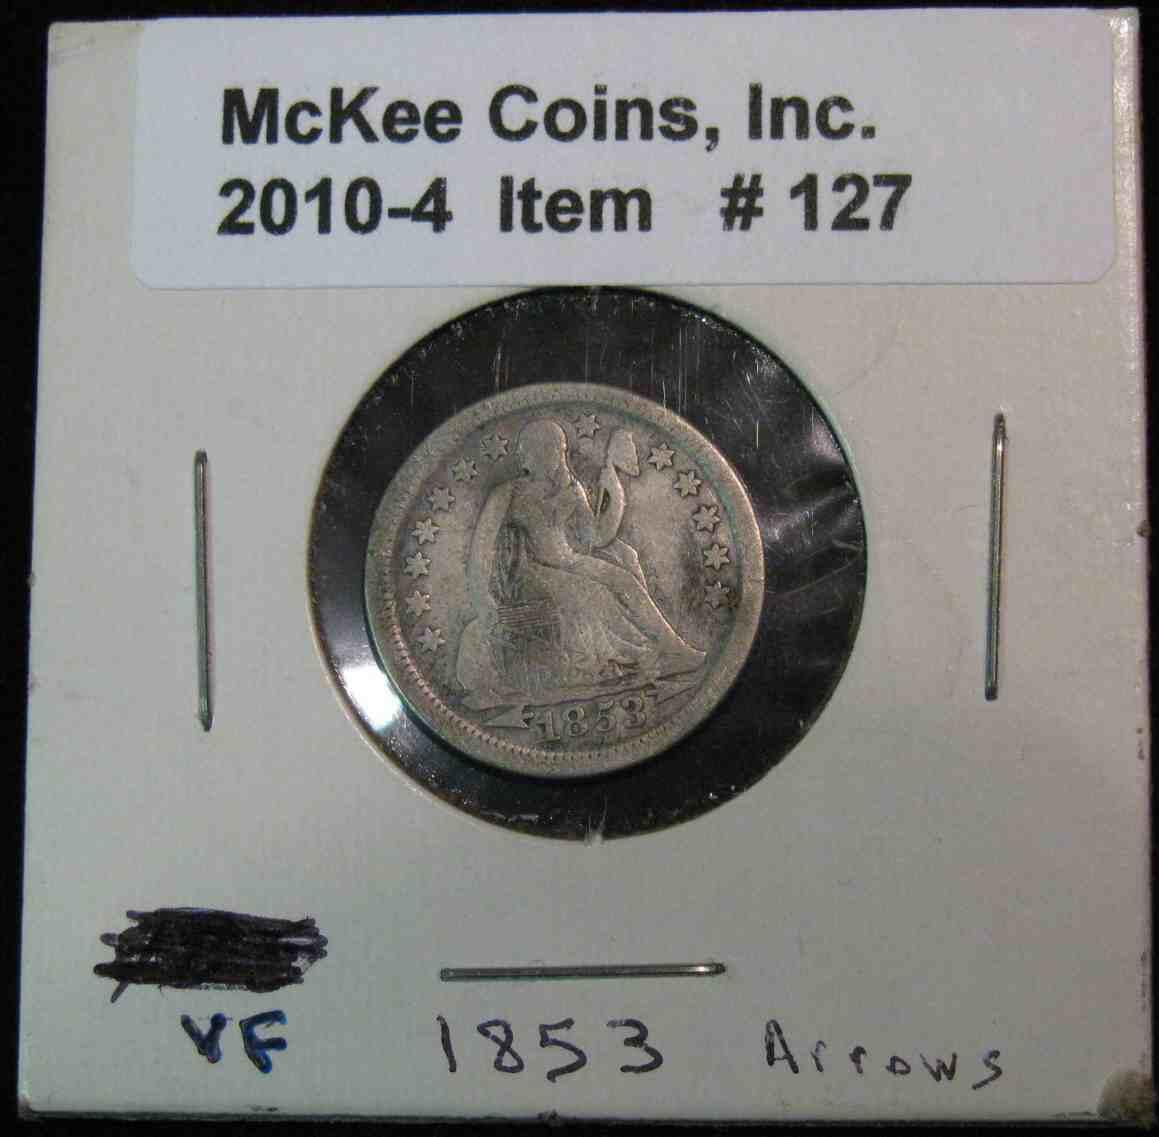 McKee Coins, Inc.
2010-4 Item # 127
1853
VF 1853 Arrows